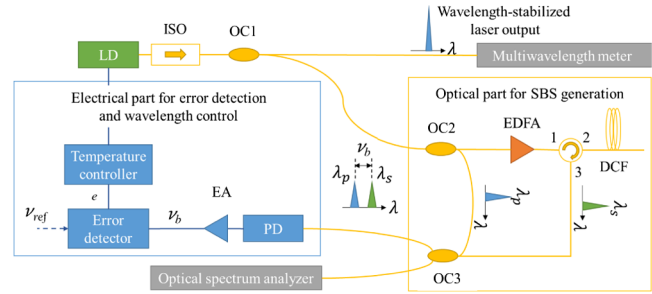 Wavelength-stabilized
laser output
ISO
OC1
LD
λ
Multiwavelength meter
Electrical part for error detection
and wavelength control
Optical part for SBS generation
Temperature
controller
OC2
EDFA
1
2
3
DCF
ν_b
λ_p
λ_s
λ
λ_p
λ
λ_s
λ
e
EA
ν_ref
Error
detector
ν_b
PD
OC3
Optical spectrum analyzer